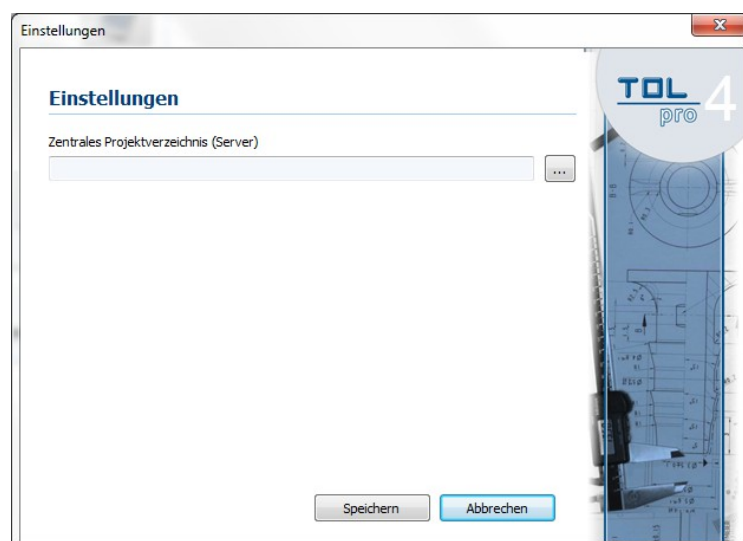 Einstellungen
Einstellungen
Zentrales Projektverzeichnis (Server)
...
TOL 4
pro
Speichern
Abbrechen